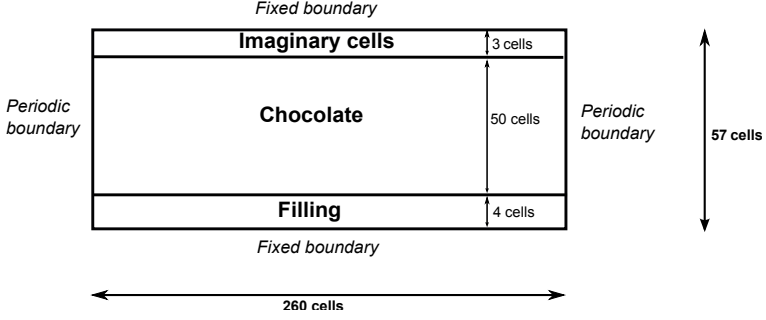 Fixed boundary
Imaginary cells
3 cells
Periodic
boundary
Chocolate
50 cells
Periodic
boundary
57 cells
Filling
4 cells
Fixed boundary
260 cells